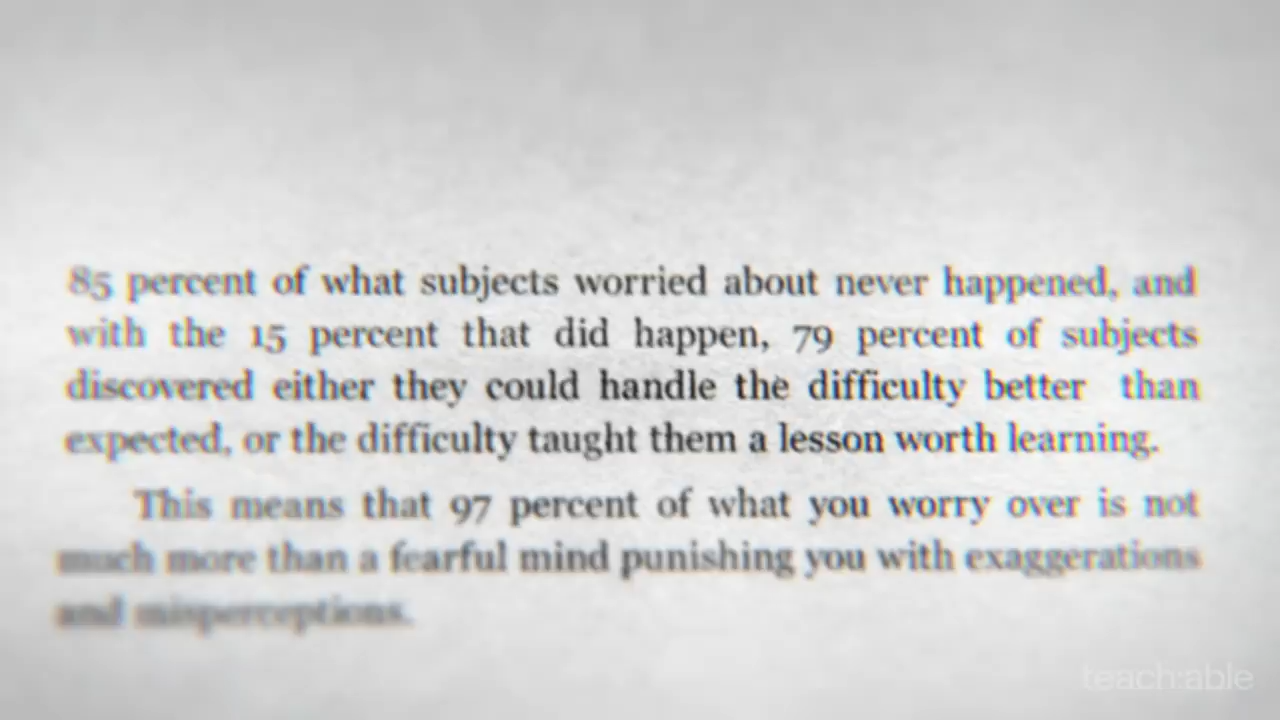 85 percent of what subjects worried about never happened, and
with the 15 percent that did happen, 79 percent of subjects
discovered either they could handle the difficulty better than
expected, or the difficulty taught them a lesson worth learning.
This means that 97 percent of what you worry over is not
much more than a fearful mind punishing you with exaggerations
and misperceptions.
teach:able